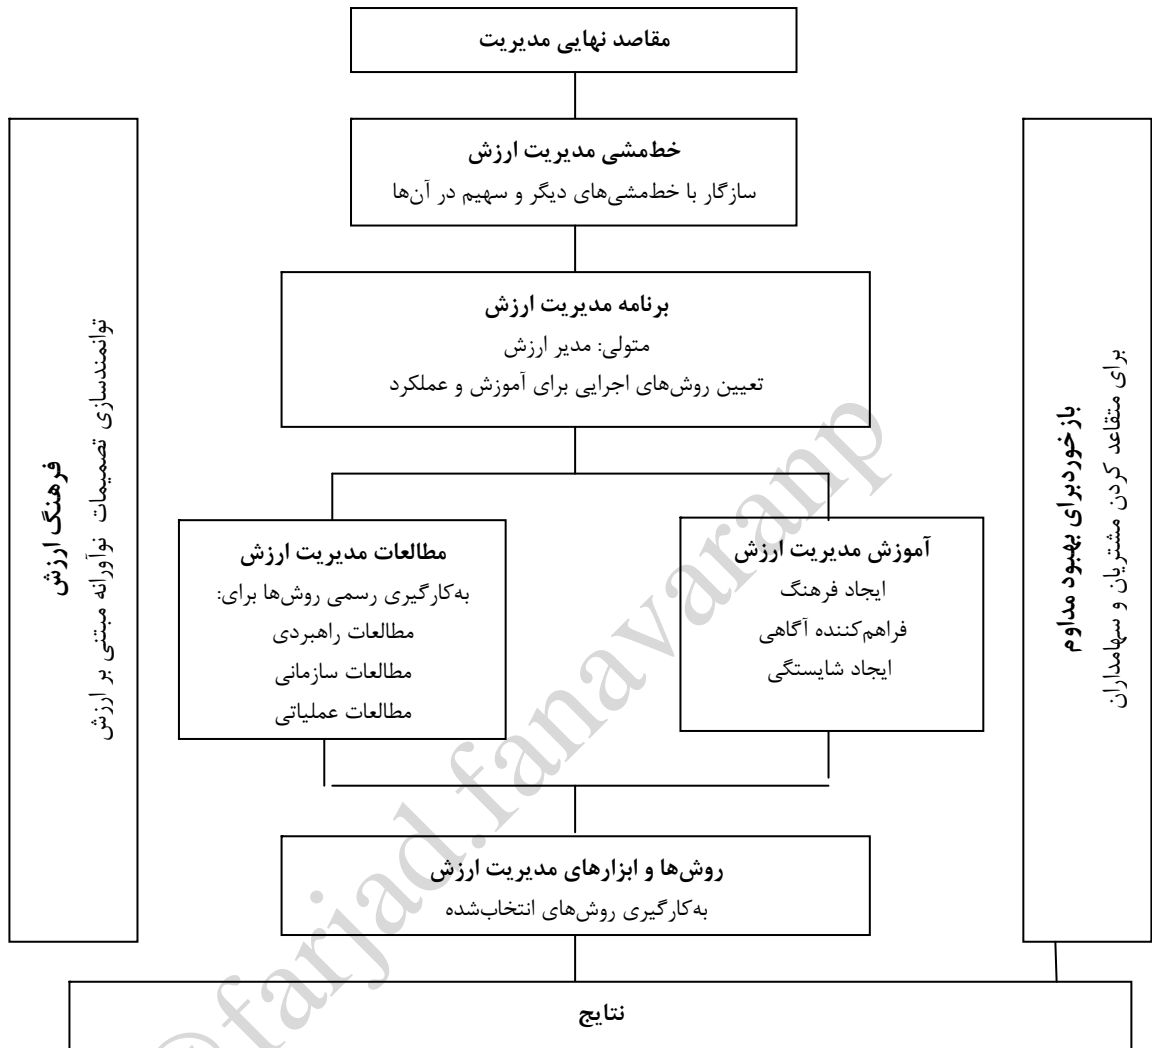 مقاصد نهایی مدیریت
خط‌مشی مدیریت ارزش
سازگار با خط‌مشی‌های دیگر و سهیم در آن‌ها
برنامه مدیریت ارزش
متولی: مدیر ارزش
تعیین روش‌های اجرایی برای آموزش و عملکرد
آموزش مدیریت ارزش
ایجاد فرهنگ
فراهم‌کننده آگاهی
ایجاد شایستگی
مطالعات مدیریت ارزش
به‌کارگیری رسمی روش‌ها برای:
مطالعات راهبردی
مطالعات سازمانی
مطالعات عملیاتی
روش‌ها و ابزارهای مدیریت ارزش
به‌کارگیری روش‌های انتخاب‌شده
نتایج
بازخوردبرای بهبود مداوم
برای متقاعد کردن مشتریان و سهامداران
فرهنگ ارزش
توانمندسازی تصمیمات نوآورانه مبتنی بر ارزش
@farjad.fanavaranp